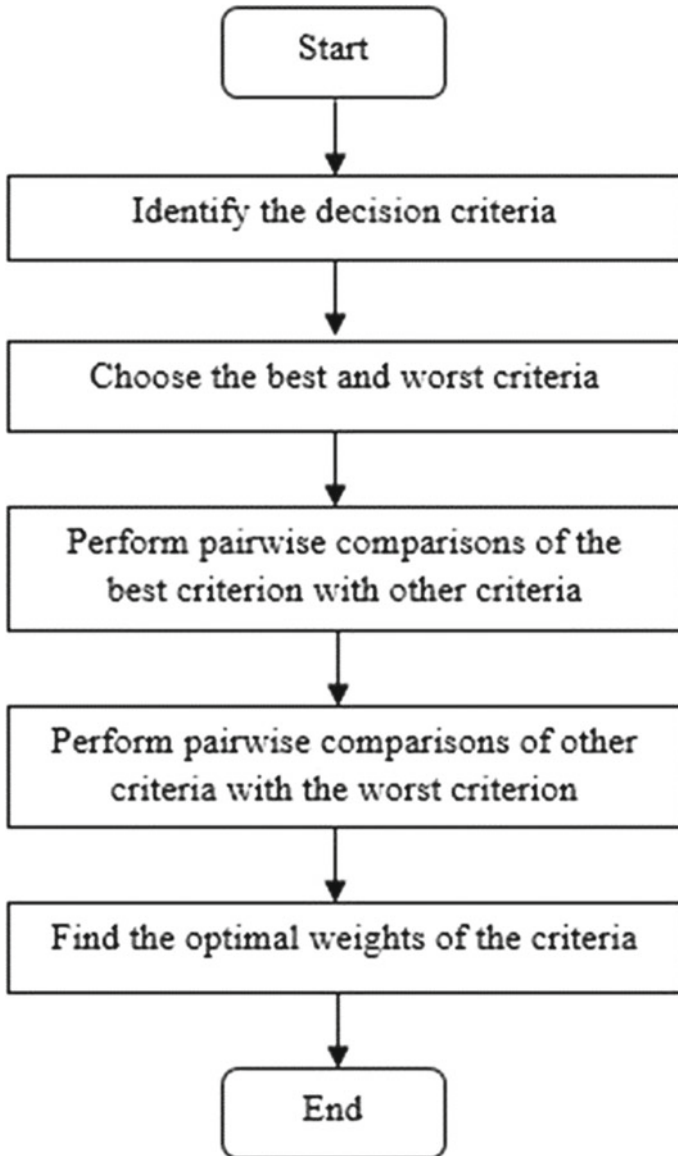 Start
Identify the decision criteria
Choose the best and worst criteria
Perform pairwise comparisons of the
best criterion with other criteria
Perform pairwise comparisons of other
criteria with the worst criterion
Find the optimal weights of the criteria
End